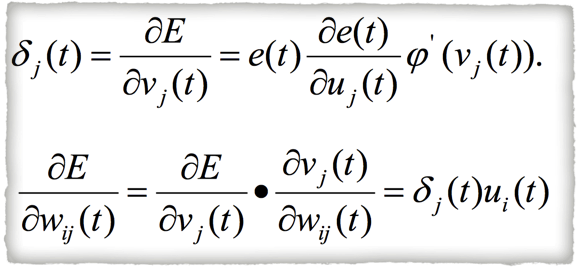 δ_j(t) = ∂E/∂v_j(t) = e(t) ∂e(t)/∂u_j(t) φ'(v_j(t)).
∂E/∂w_ij(t) = ∂E/∂v_j(t) • ∂v_j(t)/∂w_ij(t) = δ_j(t)u_i(t)